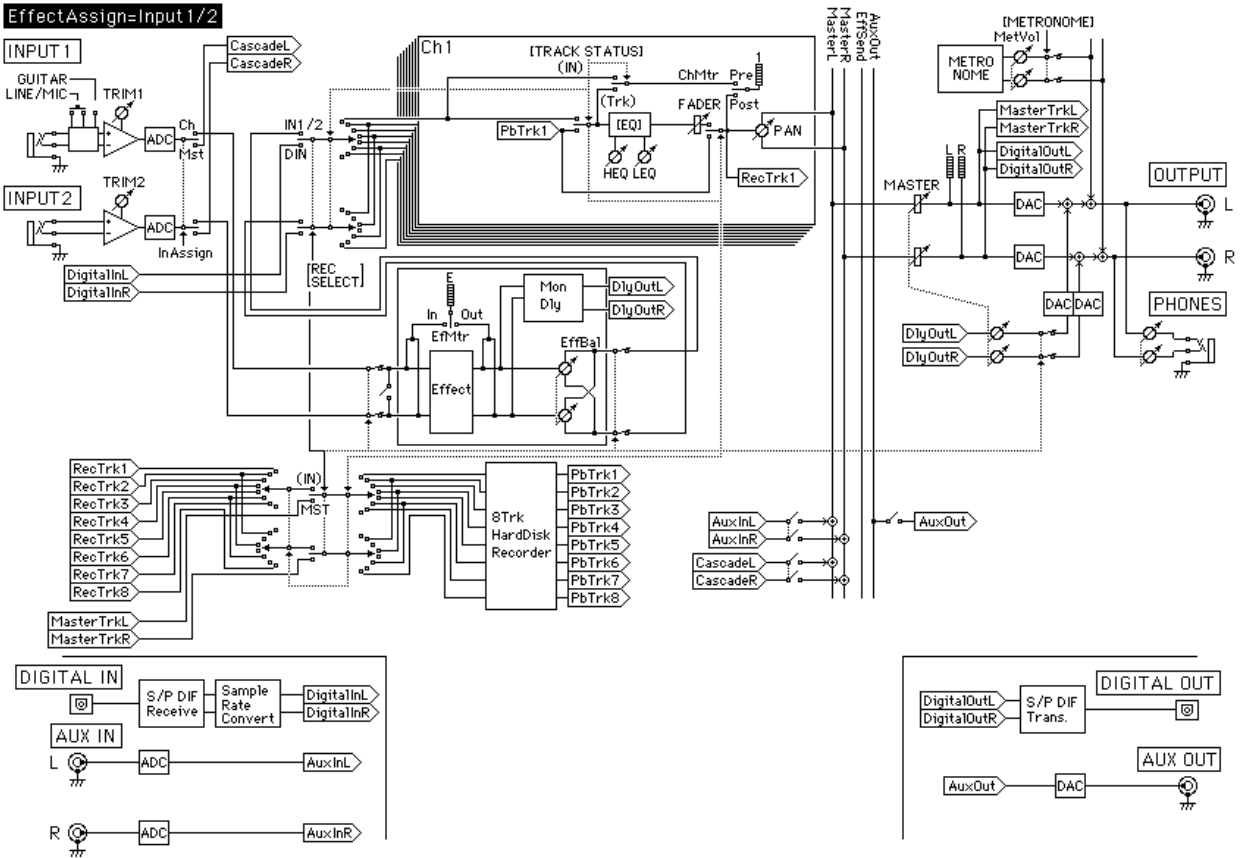 EffectAssign=Input1/2
INPUT 1
GUITAR
LINE/MIC
TRIM1
ADC
Ch
Mst
CascadeL
CascadeR
INPUT 2
TRIM2
ADC
InAssign
DigitalInL
DigitalInR
IN1/2
DIN
[REC
SELECT]
Ch1
[TRACK STATUS]
(IN)
ChMtr
Pre
1
(Trk)
Post
PbTrk1
[EQ]
FADER
PAN
HEQ
LEQ
RecTrk1
MasterL
MasterR
EffSend
AuxOut
[METRONOME]
MetVol
METRO
NOME
MasterTrkL
MasterTrkR
DigitalOutL
DigitalOutR
L
R
MASTER
DAC
DAC
OUTPUT
L
R
DAC
DAC
PHONES
DlyOutL
DlyOutR
E
In
Out
EfMtr
Effect
Mon
Dly
DlyOutL
DlyOutR
EffBal
RecTrk1
RecTrk2
RecTrk3
RecTrk4
RecTrk5
RecTrk6
RecTrk7
RecTrk8
MasterTrkL
MasterTrkR
(IN)
MST
8Trk
HardDisk
Recorder
PbTrk1
PbTrk2
PbTrk3
PbTrk4
PbTrk5
PbTrk6
PbTrk7
PbTrk8
AuxInL
AuxInR
CascadeL
CascadeR
AuxOut
DIGITAL IN
S/P DIF
Receive
Sample
Rate
Convert
DigitalInL
DigitalInR
AUX IN
L
ADC
AuxInL
R
ADC
AuxInR
DigitalOutL
DigitalOutR
S/P DIF
Trans.
DIGITAL OUT
AUX OUT
AuxOut
DAC